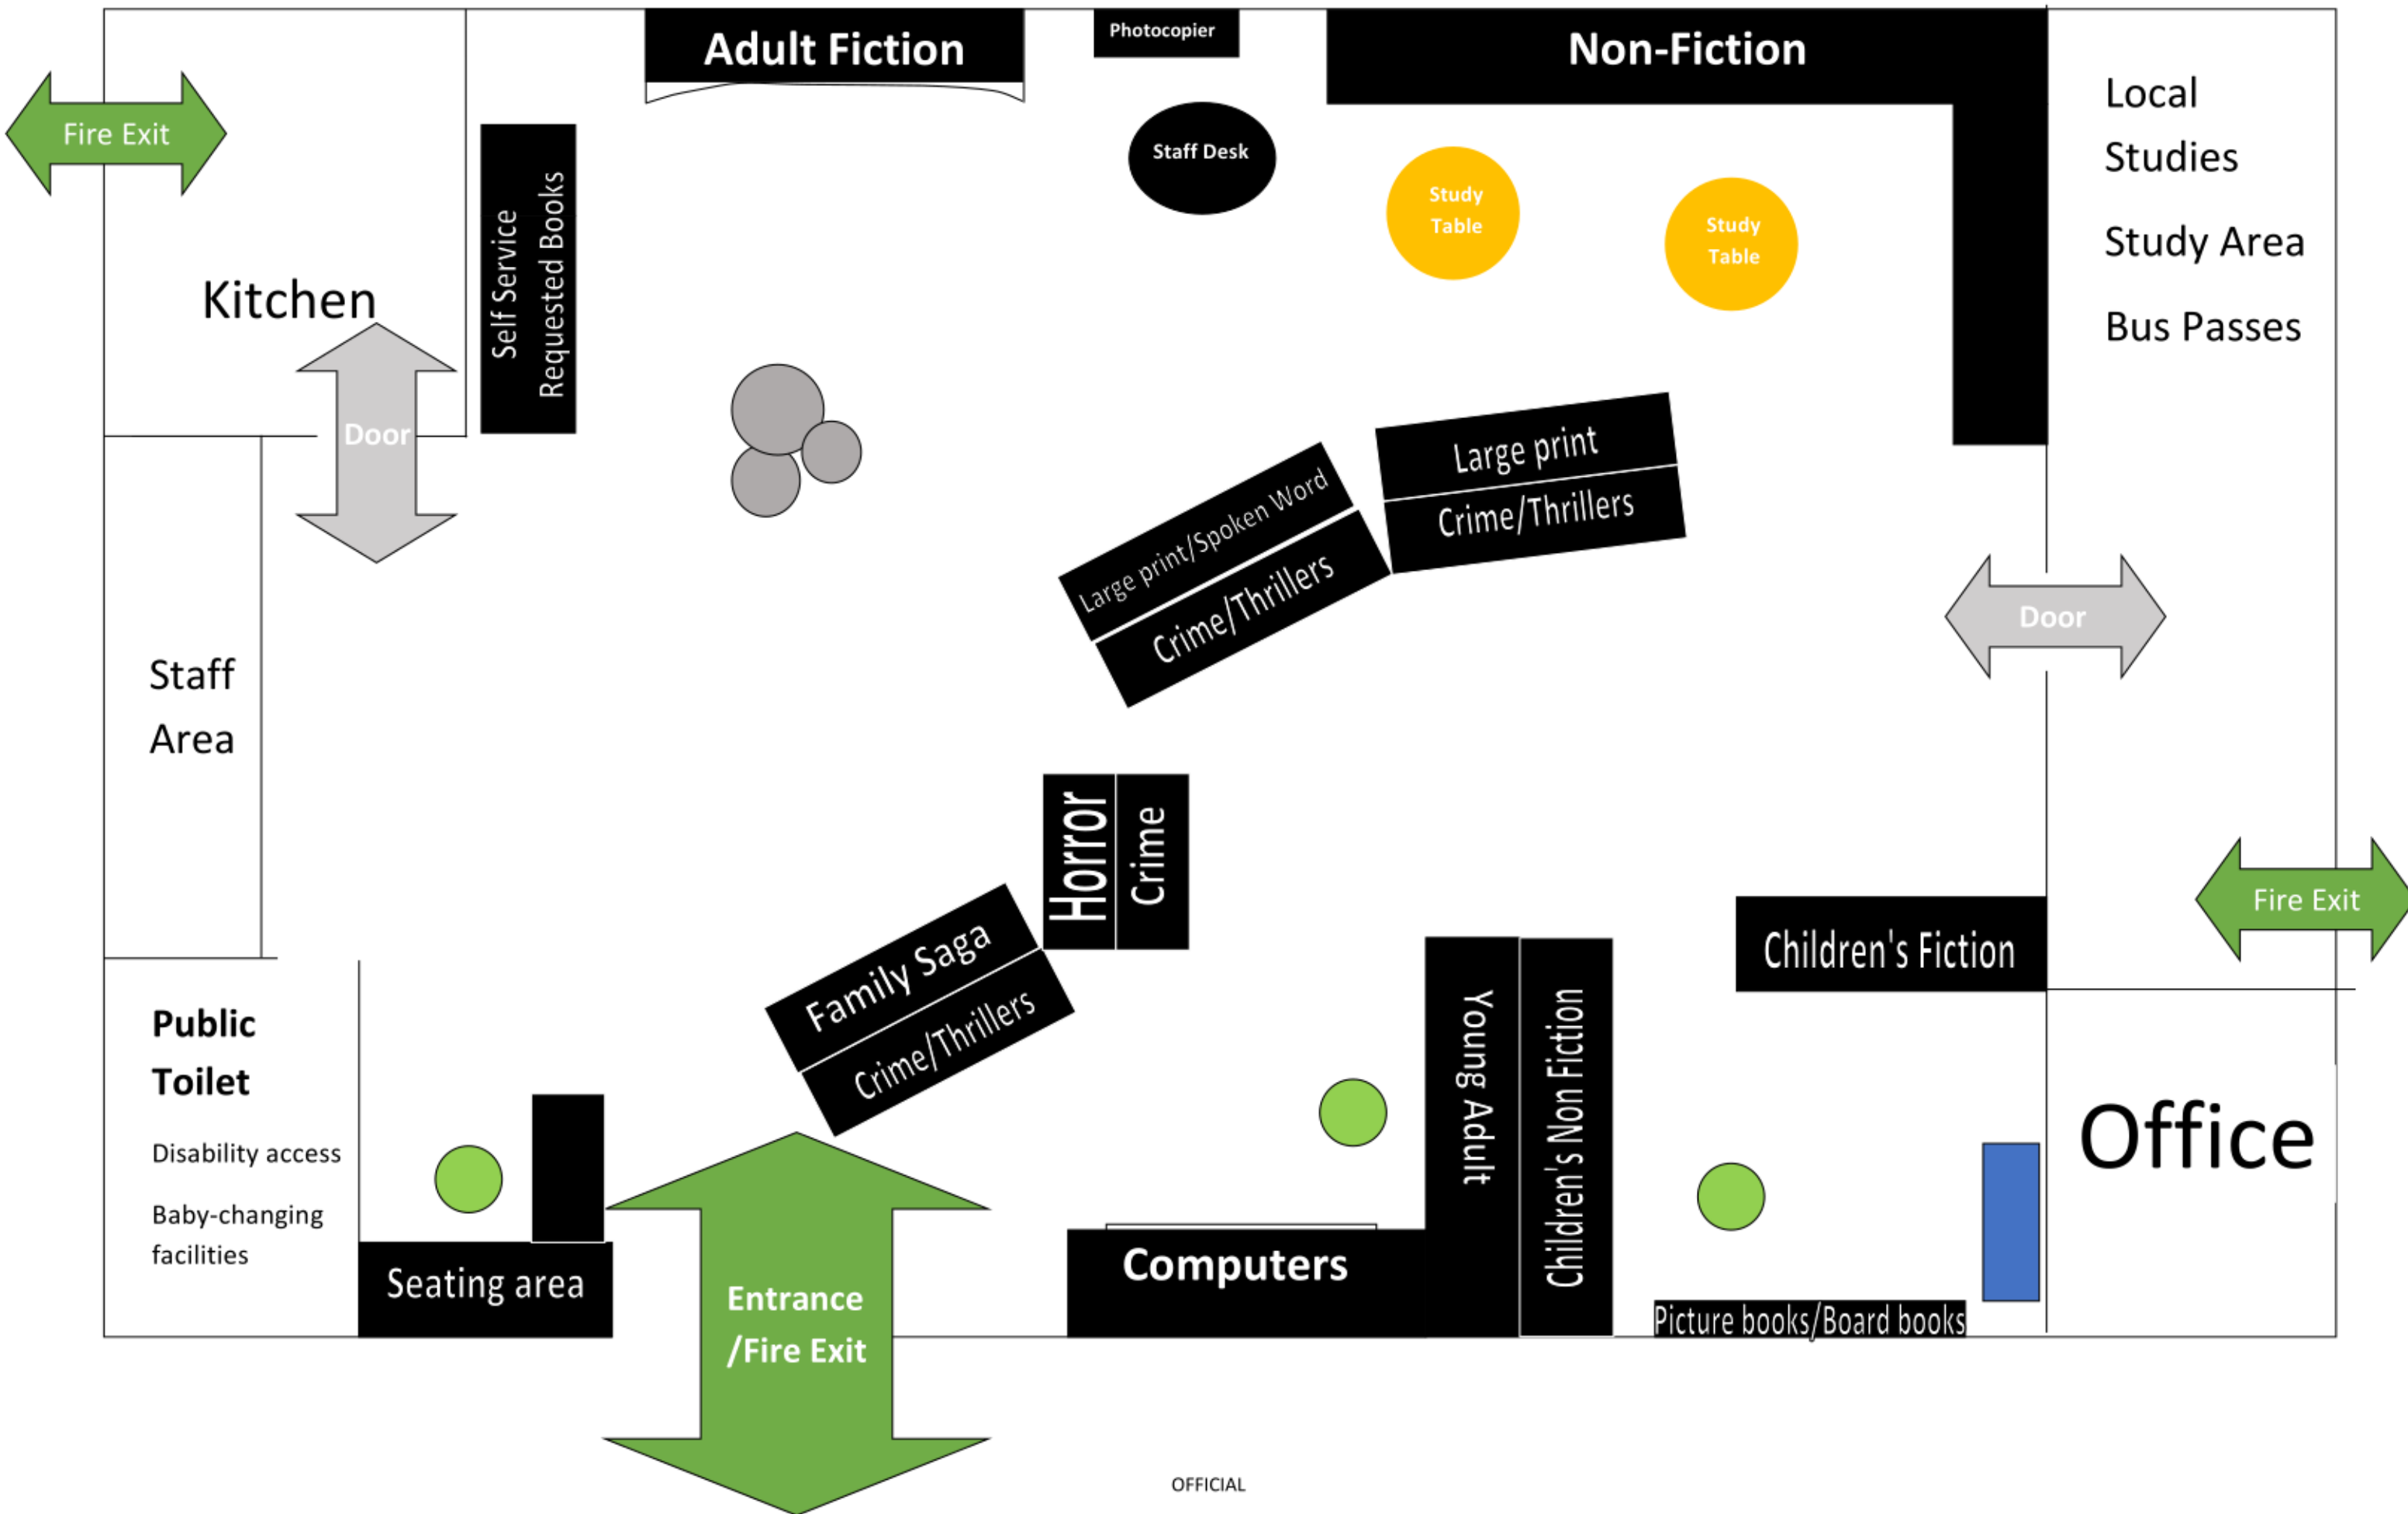 Adult Fiction
Photocopier
Non-Fiction
Fire Exit
Staff Desk
Study
Table
Study
Table
Local
Studies
Study Area
Bus Passes
Kitchen
Self Service
Requested Books
Door
Large print
Crime/Thrillers
Large print/Spoken Word
Crime/Thrillers
Door
Staff
Area
Horror
Crime
Family Saga
Crime/Thrillers
Children's Fiction
Fire Exit
Public
Toilet
Disability access
Baby-changing
facilities
Seating area
Entrance
/Fire Exit
Computers
Young Adult
Children's Non Fiction
Picture books/Board books
Office
OFFICIAL